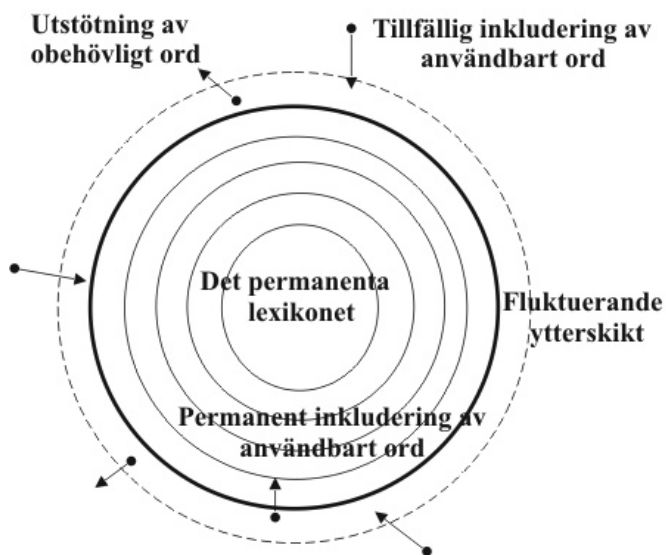 Utstötning av
obehövligt ord
Tillfällig inkludering av
användbart ord
Det permanenta
lexikonet
Fluktuerande
ytterskikt
Permanent inkludering av
användbart ord